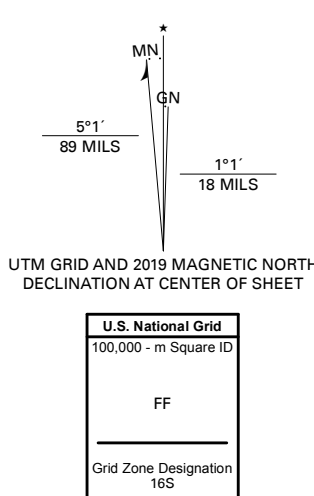 ★
MN
GN
5°1´
89 MILS
1°1´
18 MILS
UTM GRID AND 2019 MAGNETIC NORTH
DECLINATION AT CENTER OF SHEET
U.S. National Grid
100,000 - m Square ID
FF
Grid Zone Designation
16S